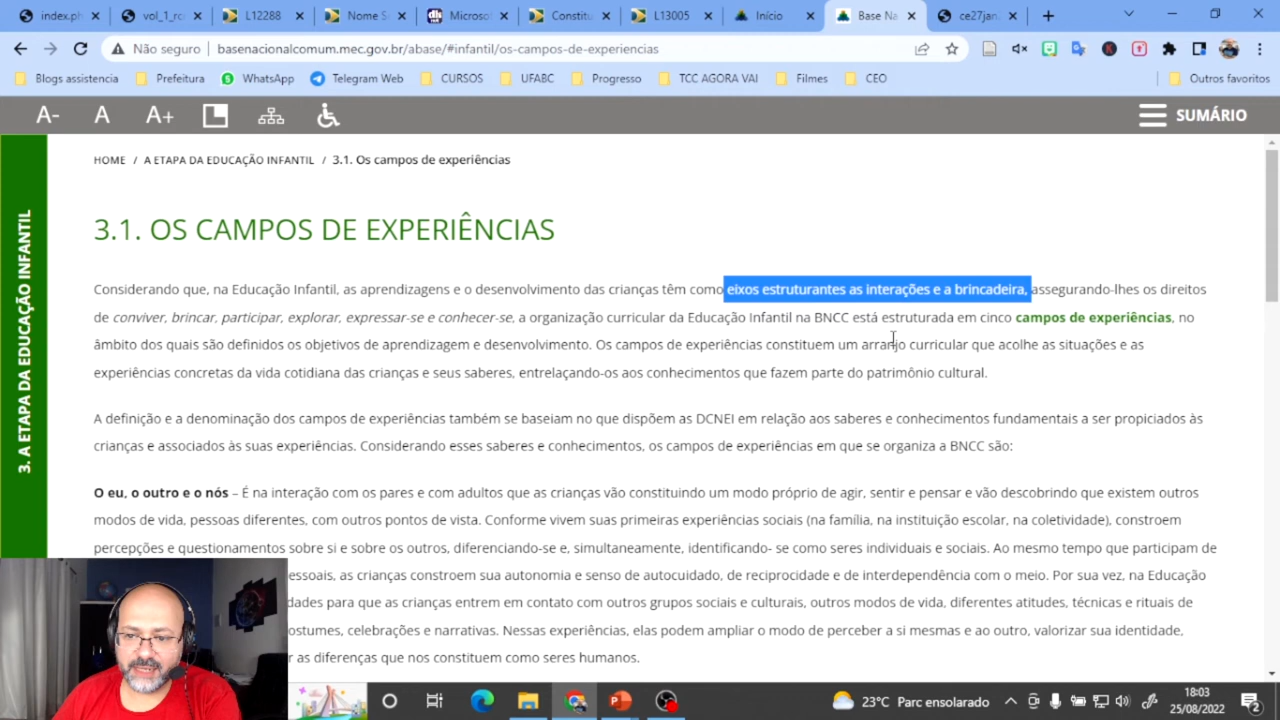 index.ph
vol_1_rc
L12288
Nome S
Microsof
Constitu
L13005
Início
Base Na
ce27jan
Não seguro
basenacionalcomum.mec.gov.br/abase/#infantil/os-campos-de-experiencias
Blogs assistencia
Prefeitura
WhatsApp
Telegram Web
CURSOS
UFABC
Progresso
TCC AGORA VAI
Filmes
CEO
Outros favoritos
A- A A+
SUMÁRIO
3. A ETAPA DA EDUCAÇÃO INFANTIL
HOME / A ETAPA DA EDUCAÇÃO INFANTIL / 3.1. Os campos de experiências
3.1. OS CAMPOS DE EXPERIÊNCIAS
Considerando que, na Educação Infantil, as aprendizagens e o desenvolvimento das crianças têm como eixos estruturantes as interações e a brincadeira, assegurando-lhes os direitos
de conviver, brincar, participar, explorar, expressar-se e conhecer-se, a organização curricular da Educação Infantil na BNCC está estruturada em cinco campos de experiências, no
âmbito dos quais são definidos os objetivos de aprendizagem e desenvolvimento. Os campos de experiências constituem um arranjo curricular que acolhe as situações e as
experiências concretas da vida cotidiana das crianças e seus saberes, entrelaçando-os aos conhecimentos que fazem parte do patrimônio cultural.
A definição e a denominação dos campos de experiências também se baseiam no que dispõem as DCNEI em relação aos saberes e conhecimentos fundamentais a ser propiciados às
crianças e associados às suas experiências. Considerando esses saberes e conhecimentos, os campos de experiências em que se organiza a BNCC são:
O eu, o outro e o nós – É na interação com os pares e com adultos que as crianças vão constituindo um modo próprio de agir, sentir e pensar e vão descobrindo que existem outros
modos de vida, pessoas diferentes, com outros pontos de vista. Conforme vivem suas primeiras experiências sociais (na família, na instituição escolar, na coletividade), constroem
percepções e questionamentos sobre si e sobre os outros, diferenciando-se e, simultaneamente, identificando- se como seres individuais e sociais. Ao mesmo tempo que participam de
essoais, as crianças constroem sua autonomia e senso de autocuidado, de reciprocidade e de interdependência com o meio. Por sua vez, na Educação
dades para que as crianças entrem em contato com outros grupos sociais e culturais, outros modos de vida, diferentes atitudes, técnicas e rituais de
ostumes, celebrações e narrativas. Nessas experiências, elas podem ampliar o modo de perceber a si mesmas e ao outro, valorizar sua identidade,
r as diferenças que nos constituem como seres humanos.
23°C Parc ensolarado
18:03
25/08/2022
2